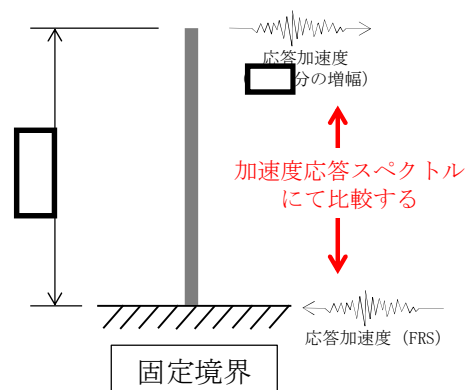 応答加速度
分の増幅）
加速度応答スペクトル
にて比較する
応答加速度（FRS）
固定境界